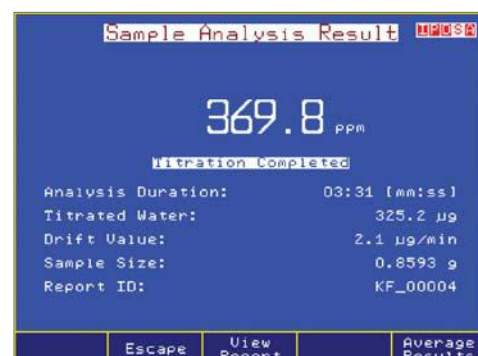 Sample Analysis Result
369.8 ppm
Titration Completed
Analysis Duration: 03:31 [mm:ss]
Titrated Water: 325.2 µg
Drift Value: 2.1 µg/min
Sample Size: 0.8593 g
Report ID: KF_00004
Escape View Report Average Results